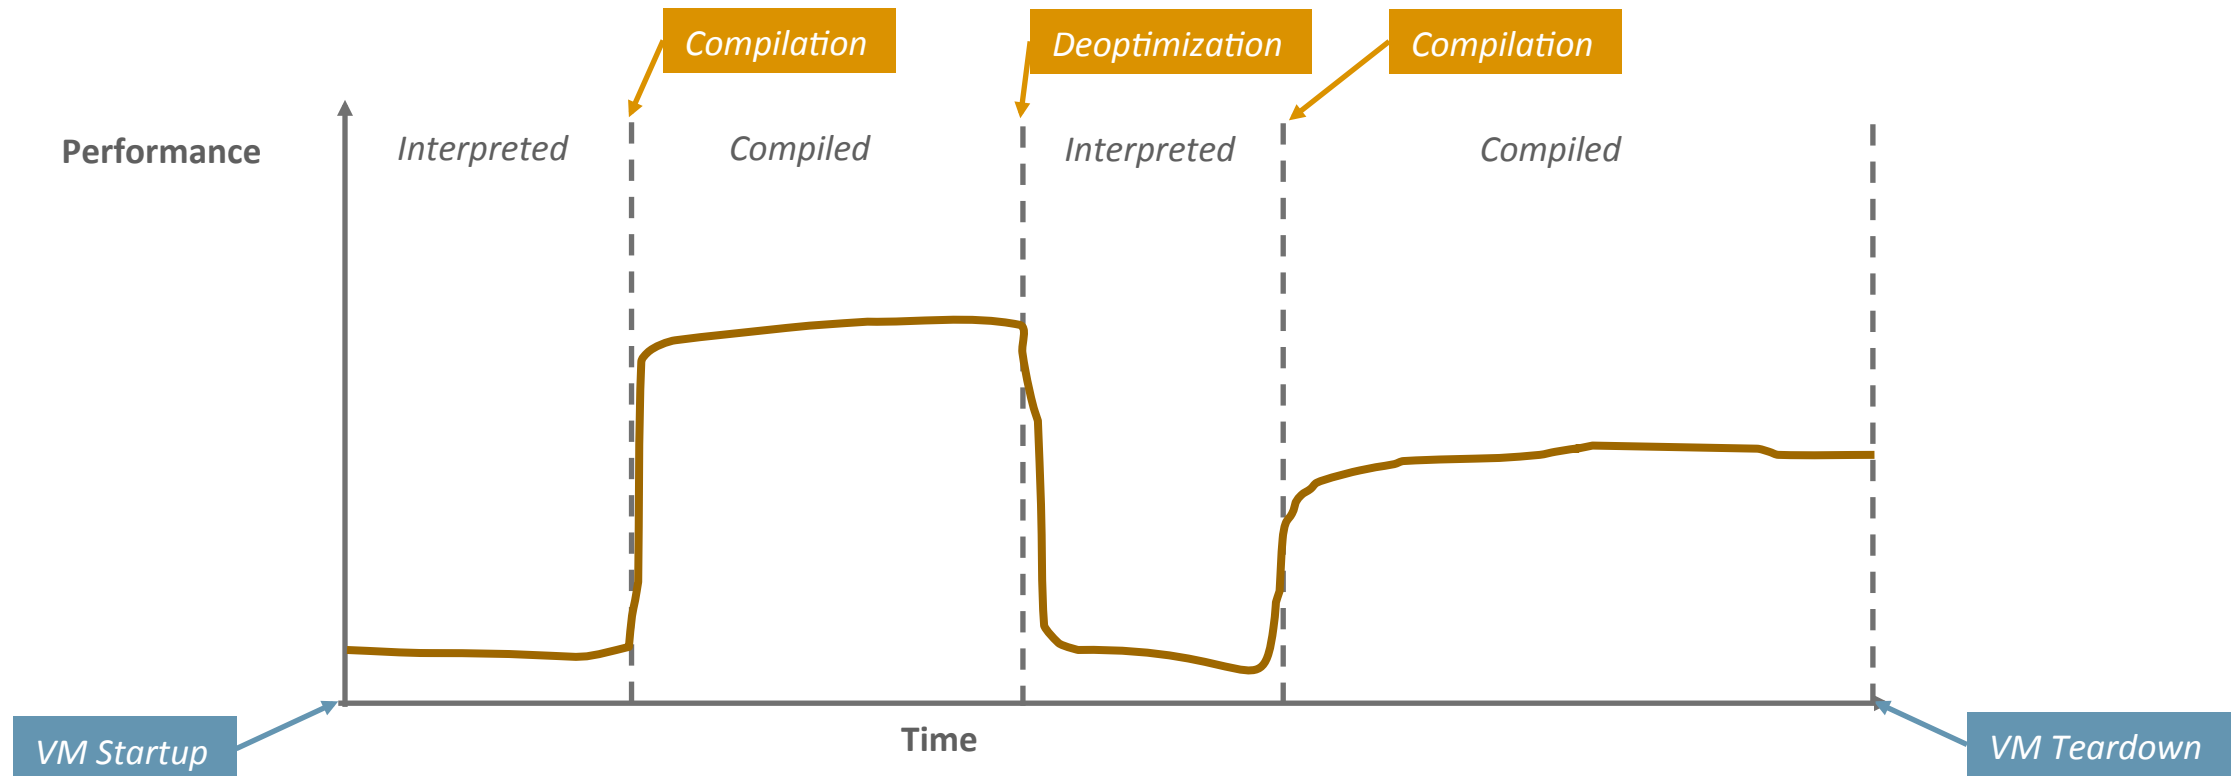 Compilation
Deoptimization
Compilation
Performance
Interpreted
Compiled
Interpreted
Compiled
Time
VM Startup
VM Teardown